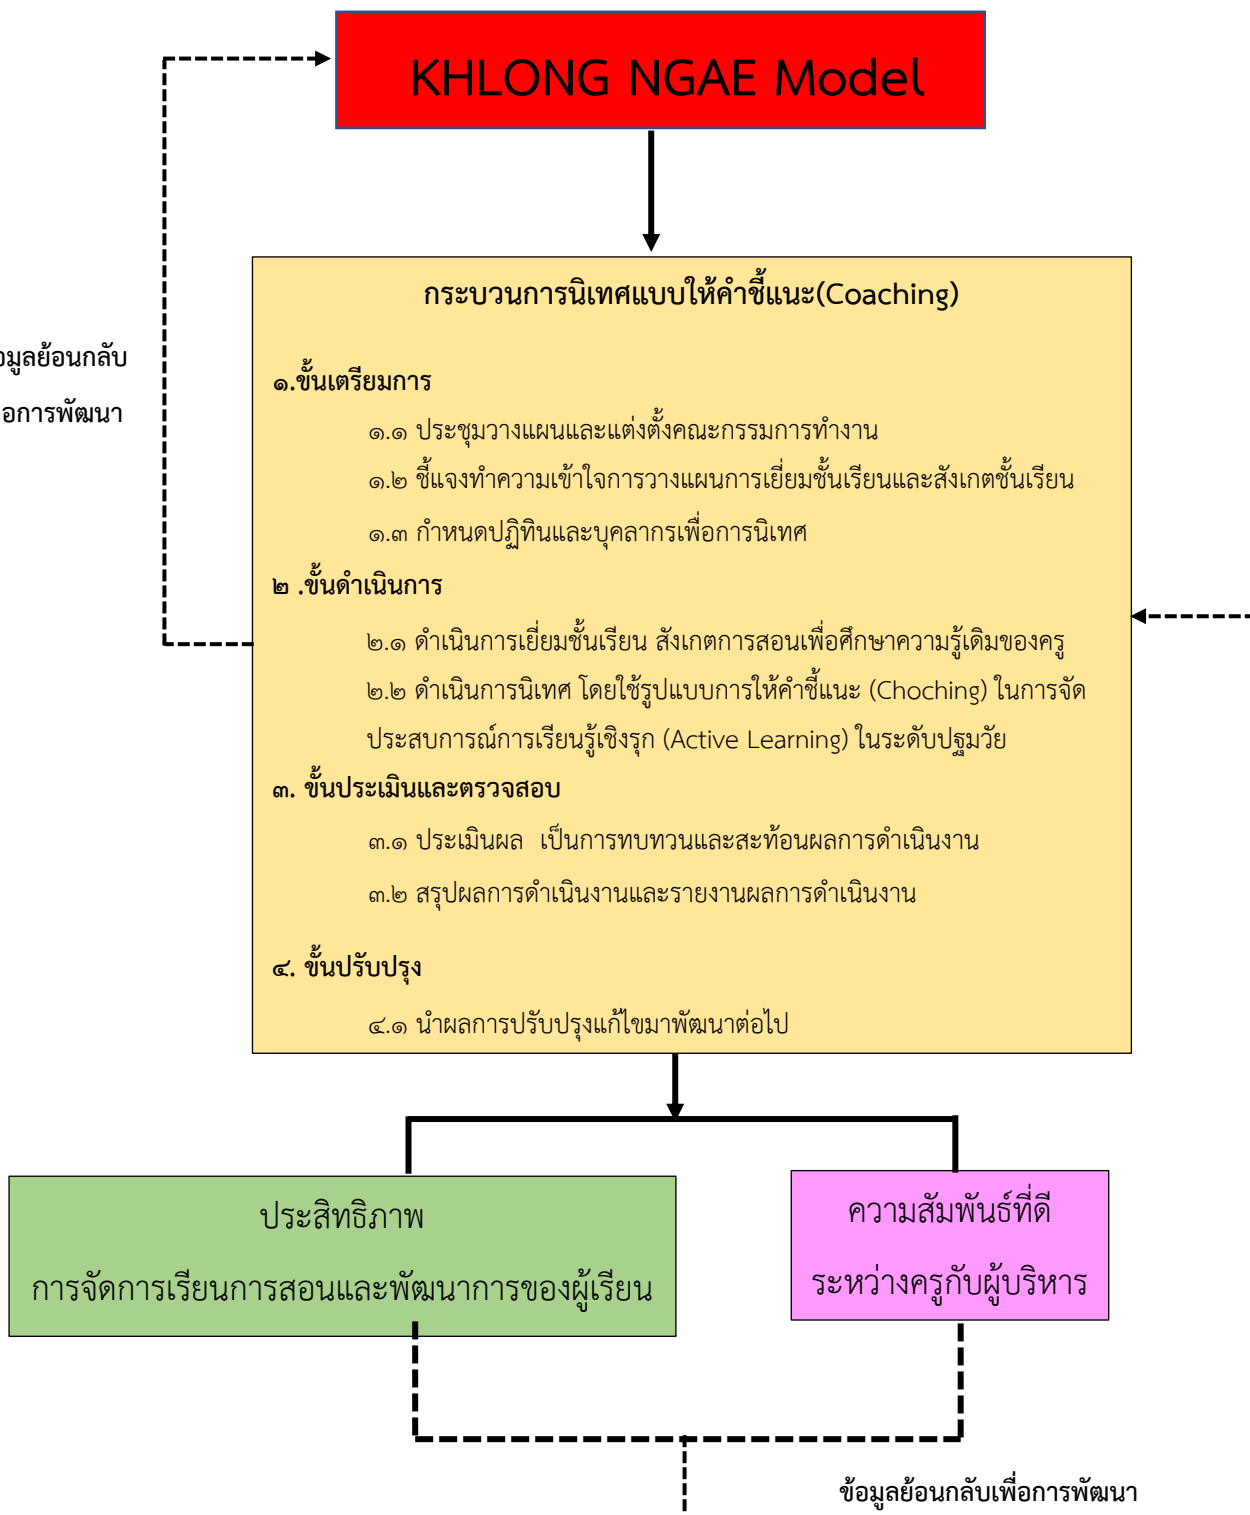 KHLONG NGAE Model
กระบวนการนิเทศแบบให้คำชี้แนะ(Coaching)
อมูลย้อนกลับ
อการพัฒนา
๑.ขั้นเตรียมการ
๑.๑ ประชุมวางแผนและแต่งตั้งคณะกรรมการทำงาน
๑.๒ ชี้แจงทำความเข้าใจการวางแผนการเยี่ยมชั้นเรียนและสังเกตชั้นเรียน
๑.๓ กำหนดปฏิทินและบุคลากรเพื่อการนิเทศ
๒ .ขั้นดำเนินการ
๒.๑ ดำเนินการเยี่ยมชั้นเรียน สังเกตการสอนเพื่อศึกษาความรู้เดิมของครู
๒.๒ ดำเนินการนิเทศ โดยใช้รูปแบบการให้คำชี้แนะ (Choching) ในการจัด
ประสบการณ์การเรียนรู้เชิงรุก (Active Learning) ในระดับปฐมวัย
๓. ขั้นประเมินและตรวจสอบ
๓.๑ ประเมินผล เป็นการทบทวนและสะท้อนผลการดำเนินงาน
๓.๒ สรุปผลการดำเนินงานและรายงานผลการดำเนินงาน
๔. ขั้นปรับปรุง
๔.๑ นำผลการปรับปรุงแก้ไขมาพัฒนาต่อไป
ประสิทธิภาพ
การจัดการเรียนการสอนและพัฒนาการของผู้เรียน
ความสัมพันธ์ที่ดี
ระหว่างครูกับผู้บริหาร
ข้อมูลย้อนกลับเพื่อการพัฒนา